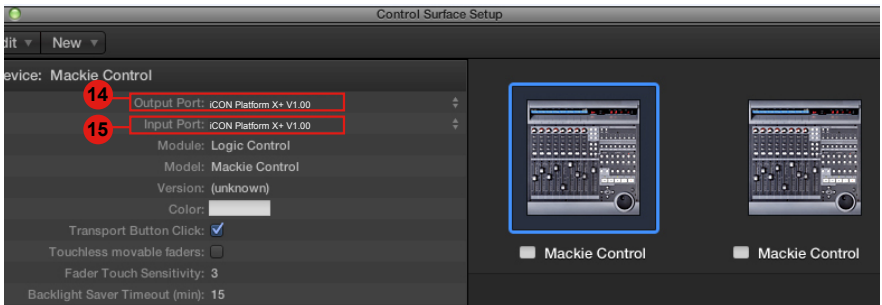 Control Surface Setup
dit New
evice: Mackie Control
14 Output Port: iCON Platform X+ V1.00
15 Input Port: iCON Platform X+ V1.00
Module: Logic Control
Model: Mackie Control
Version: (unknown)
Color:
Transport Button Click:
Touchless movable faders:
Fader Touch Sensitivity: 3
Backlight Saver Timeout (min): 15
Mackie Control
Mackie Control